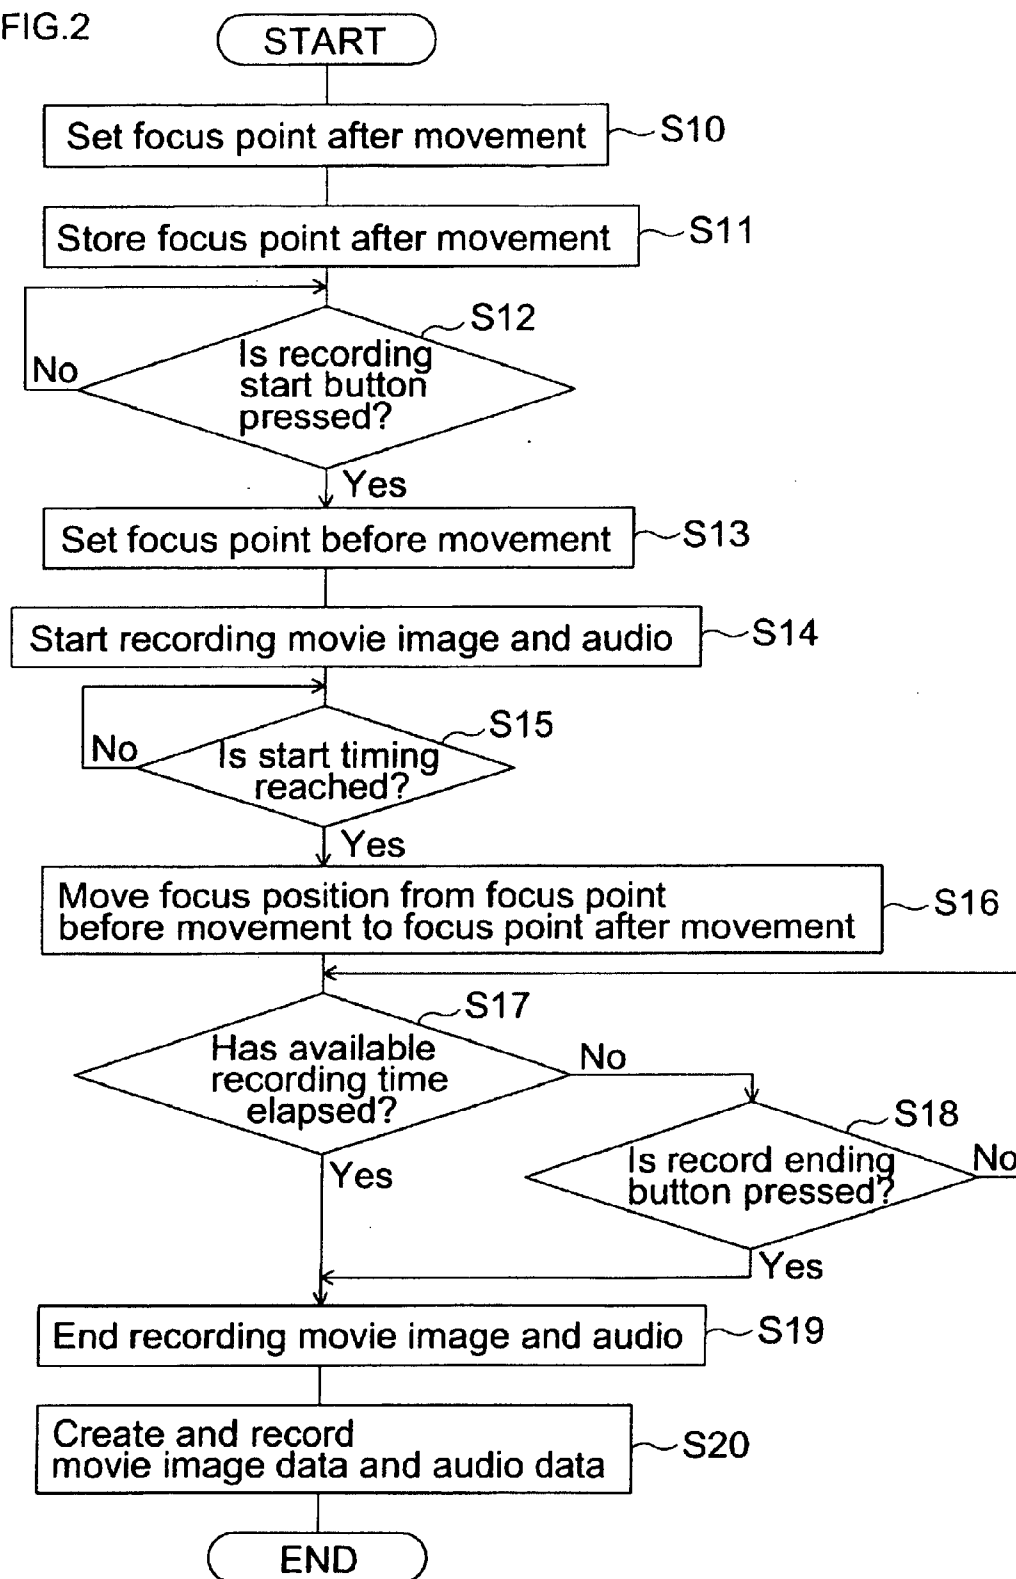 FIG.2
START
Set focus point after movement
S10
Store focus point after movement
S11
S12
Is recording
start button
pressed?
No
Yes
Set focus point before movement
S13
Start recording movie image and audio
S14
S15
Is start timing
reached?
No
Yes
Move focus position from focus point
before movement to focus point after movement
S16
S17
Has available
recording time
elapsed?
No
Yes
S18
Is record ending
button pressed?
No
Yes
End recording movie image and audio
S19
Create and record
movie image data and audio data
S20
END